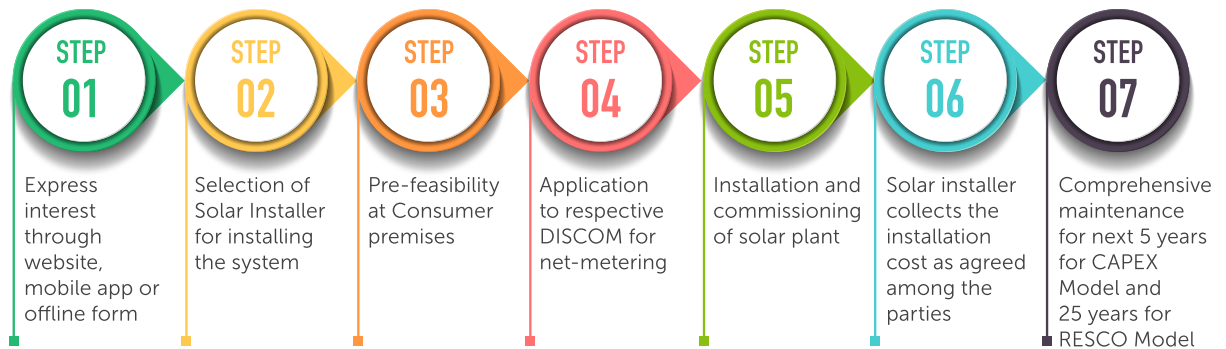 STEP
01
Express
interest
through
website,
mobile app or
offline form
STEP
02
Selection of
Solar Installer
for installing
the system
STEP
03
Pre-feasibility
at Consumer
premises
STEP
04
Application
to respective
DISCOM for
net-metering
STEP
05
Installation and
commissioning
of solar plant
STEP
06
Solar installer
collects the
installation
cost as agreed
among the
parties
STEP
07
Comprehensive
maintenance
for next 5 years
for CAPEX
Model and
25 years for
RESCO Model